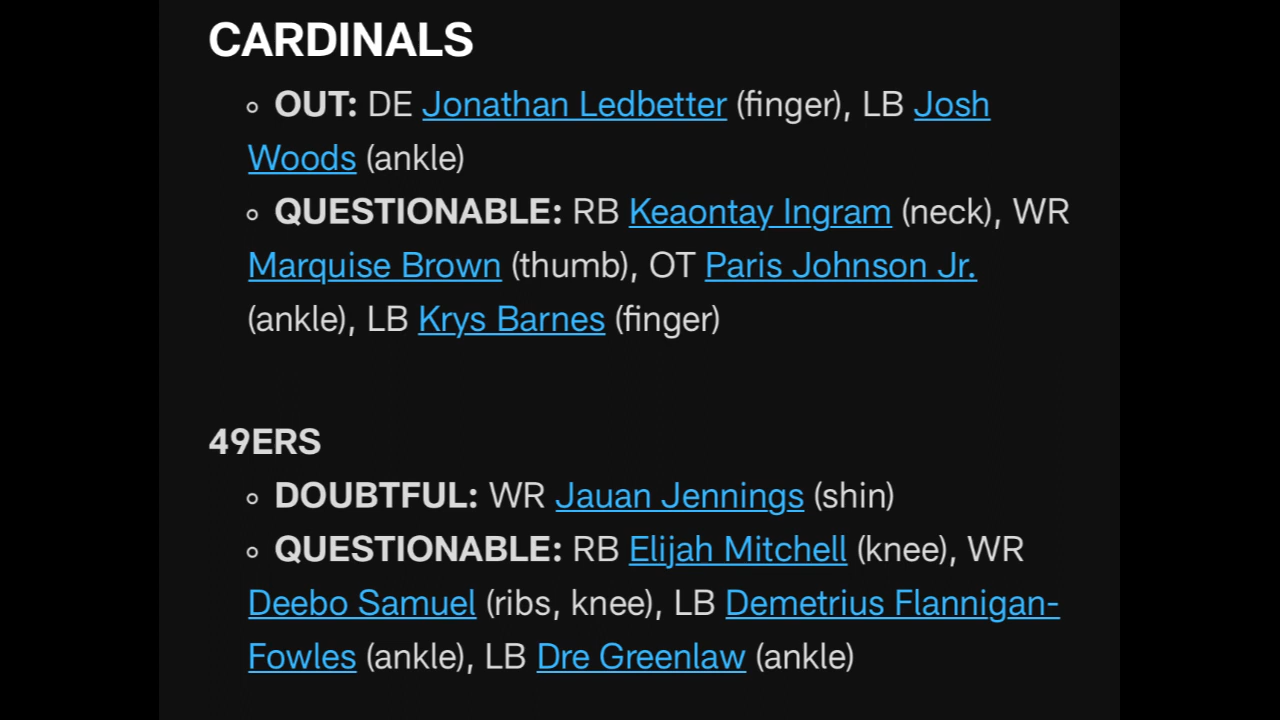 CARDINALS
◦ OUT: DE Jonathan Ledbetter (finger), LB Josh
Woods (ankle)
◦ QUESTIONABLE: RB Keaontay Ingram (neck), WR
Marquise Brown (thumb), OT Paris Johnson Jr.
(ankle), LB Krys Barnes (finger)
49ERS
◦ DOUBTFUL: WR Jauan Jennings (shin)
◦ QUESTIONABLE: RB Elijah Mitchell (knee), WR
Deebo Samuel (ribs, knee), LB Demetrius Flannigan-
Fowles (ankle), LB Dre Greenlaw (ankle)